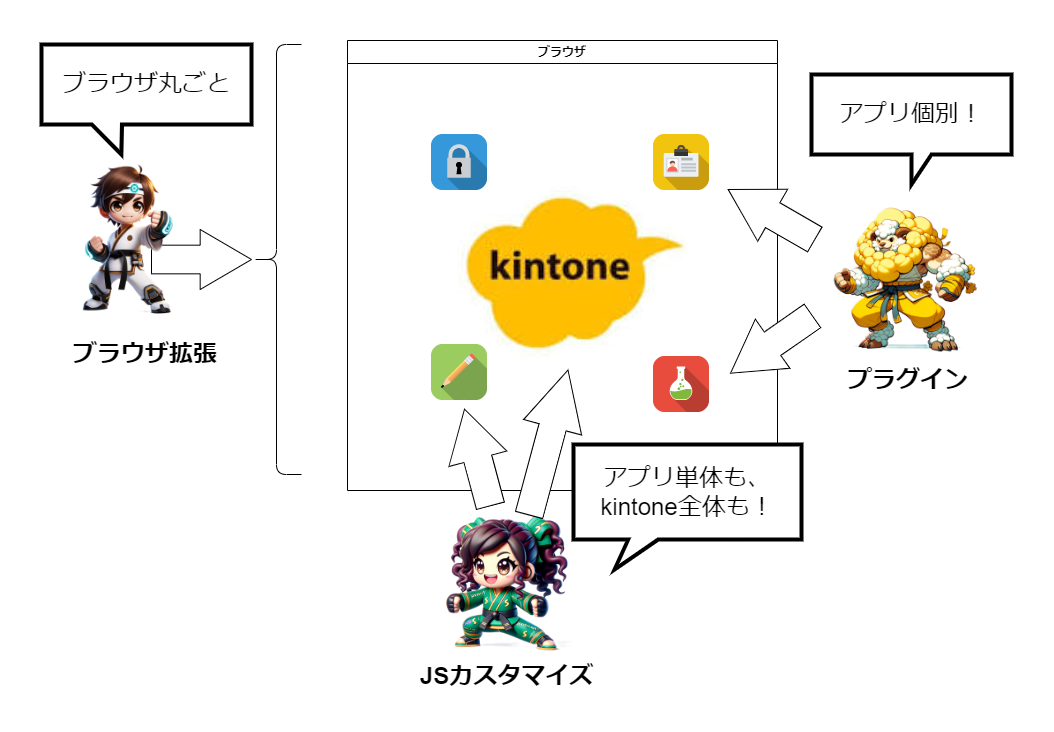 ブラウザ
ブラウザ丸ごと
アプリ個別！
kintone
ブラウザ拡張
プラグイン
アプリ単体も、
kintone全体も！
JSカスタマイズ